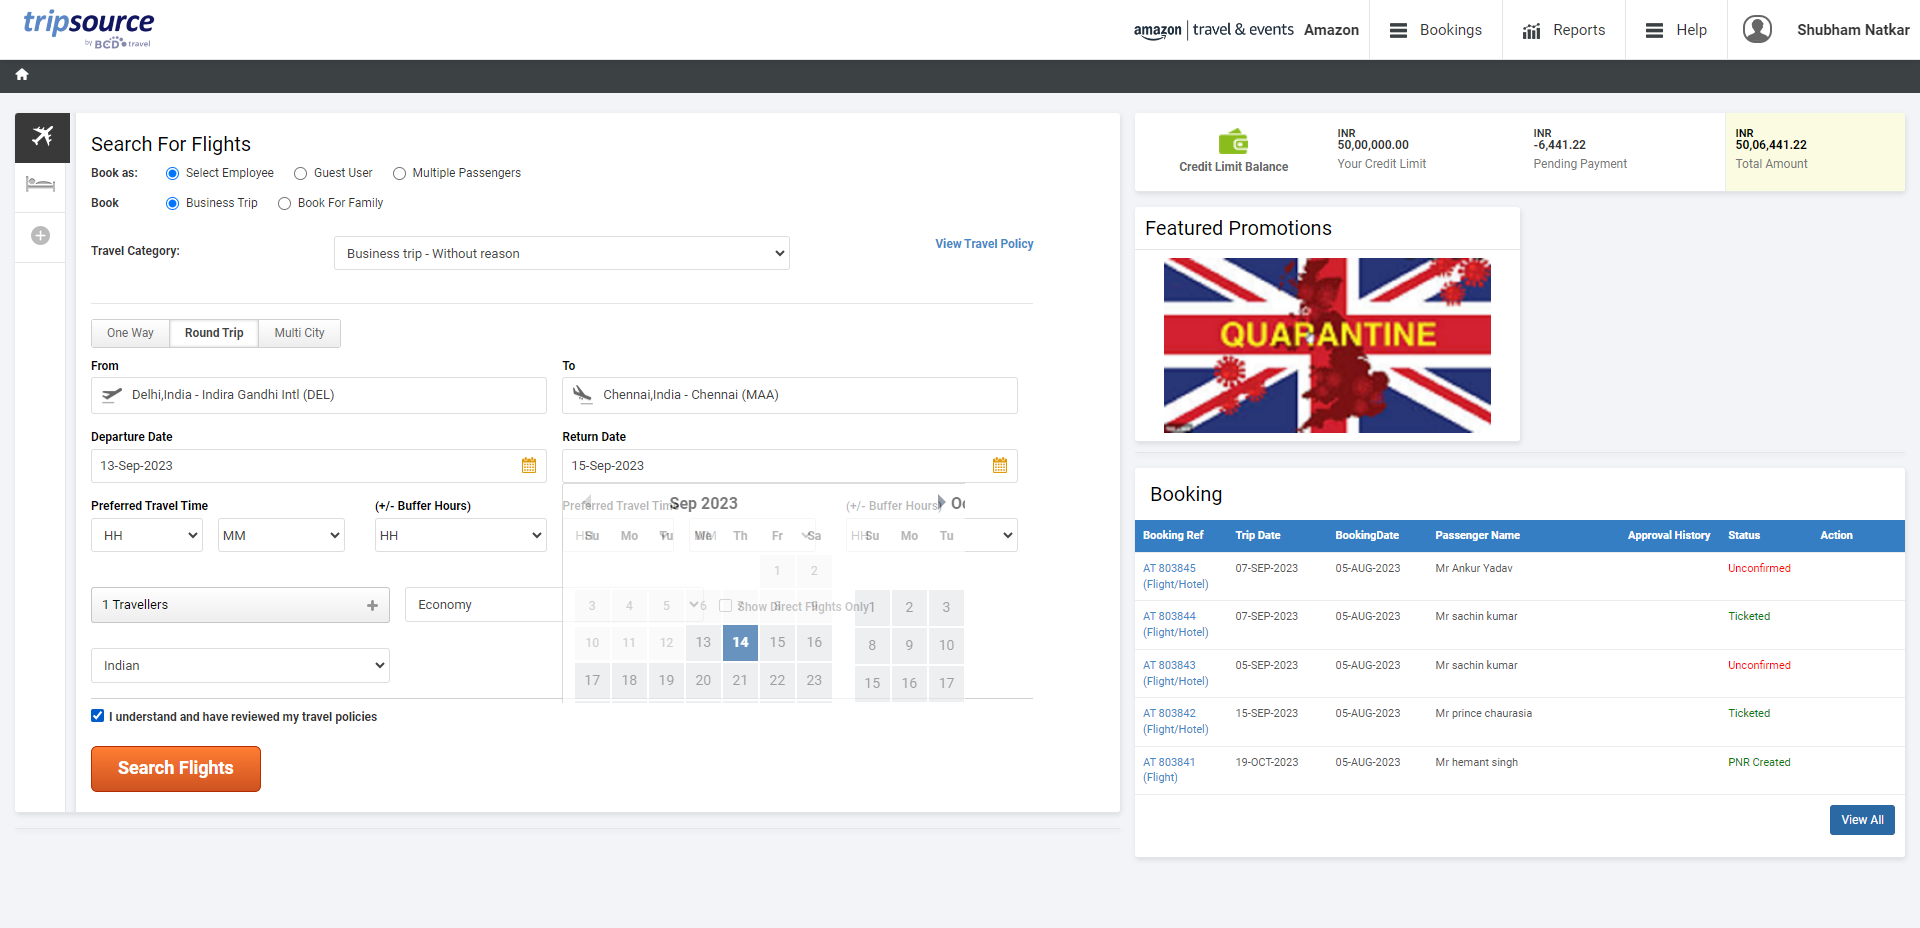 tripsource
by BCD travel
amazon | travel & events Amazon
Bookings
Reports
Help
Shubham Natkar
Search For Flights
Book as: Select Employee Guest User Multiple Passengers
Book Business Trip Book For Family
Travel Category: Business trip - Without reason View Travel Policy
One Way Round Trip Multi City
From To
Delhi,India - Indira Gandhi Intl (DEL) Chennai,India - Chennai (MAA)
Departure Date Return Date
13-Sep-2023 15-Sep-2023
Preferred Travel Time (+/- Buffer Hours) Preferred Travel Time (+/- Buffer Hours)
HH MM HH HH MM HH
Sep 2023
Su Mo Tu We Th Fr Sa Su Mo Tu
1 2
3 4 5 6 7 8 9 1 2 3
10 11 12 13 14 15 16 8 9 10
17 18 19 20 21 22 23 15 16 17
1 Travellers Economy Show Direct Flights Only
Indian
I understand and have reviewed my travel policies
Search Flights
Credit Limit Balance
INR
50,00,000.00
Your Credit Limit
INR
-6,441.22
Pending Payment
INR
50,06,441.22
Total Amount
Featured Promotions
QUARANTINE
Booking
Booking Ref Trip Date BookingDate Passenger Name Approval History Status Action
AT 803845 07-SEP-2023 05-AUG-2023 Mr Ankur Yadav Unconfirmed
(Flight/Hotel)
AT 803844 07-SEP-2023 05-AUG-2023 Mr sachin kumar Ticketed
(Flight/Hotel)
AT 803843 05-SEP-2023 05-AUG-2023 Mr sachin kumar Unconfirmed
(Flight/Hotel)
AT 803842 15-SEP-2023 05-AUG-2023 Mr prince chaurasia Ticketed
(Flight/Hotel)
AT 803841 19-OCT-2023 05-AUG-2023 Mr hemant singh PNR Created
(Flight)
View All